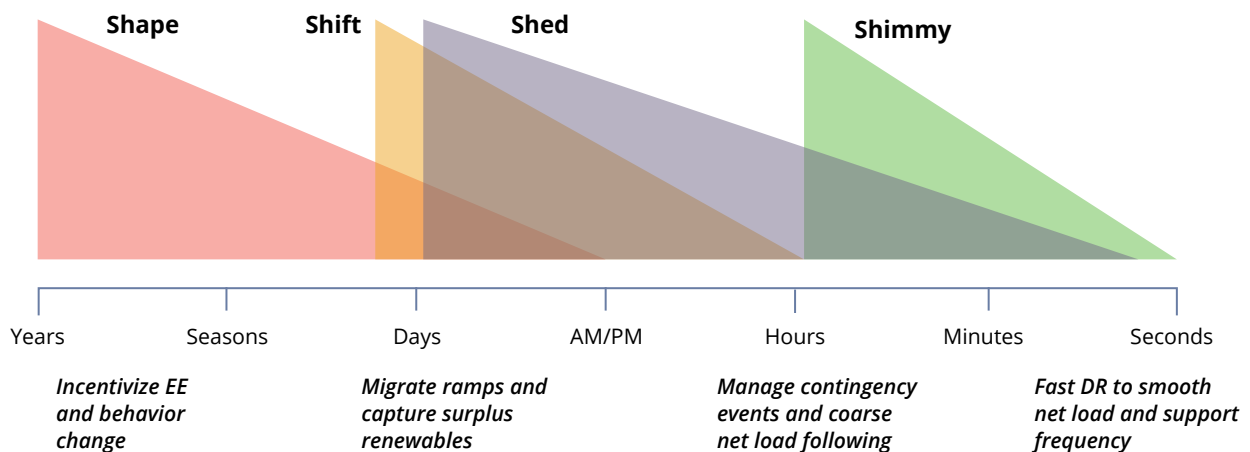 Shape
Shift
Shed
Shimmy
Years
Seasons
Days
AM/PM
Hours
Minutes
Seconds
Incentivize EE
and behavior
change
Migrate ramps and
capture surplus
renewables
Manage contingency
events and coarse
net load following
Fast DR to smooth
net load and support
frequency